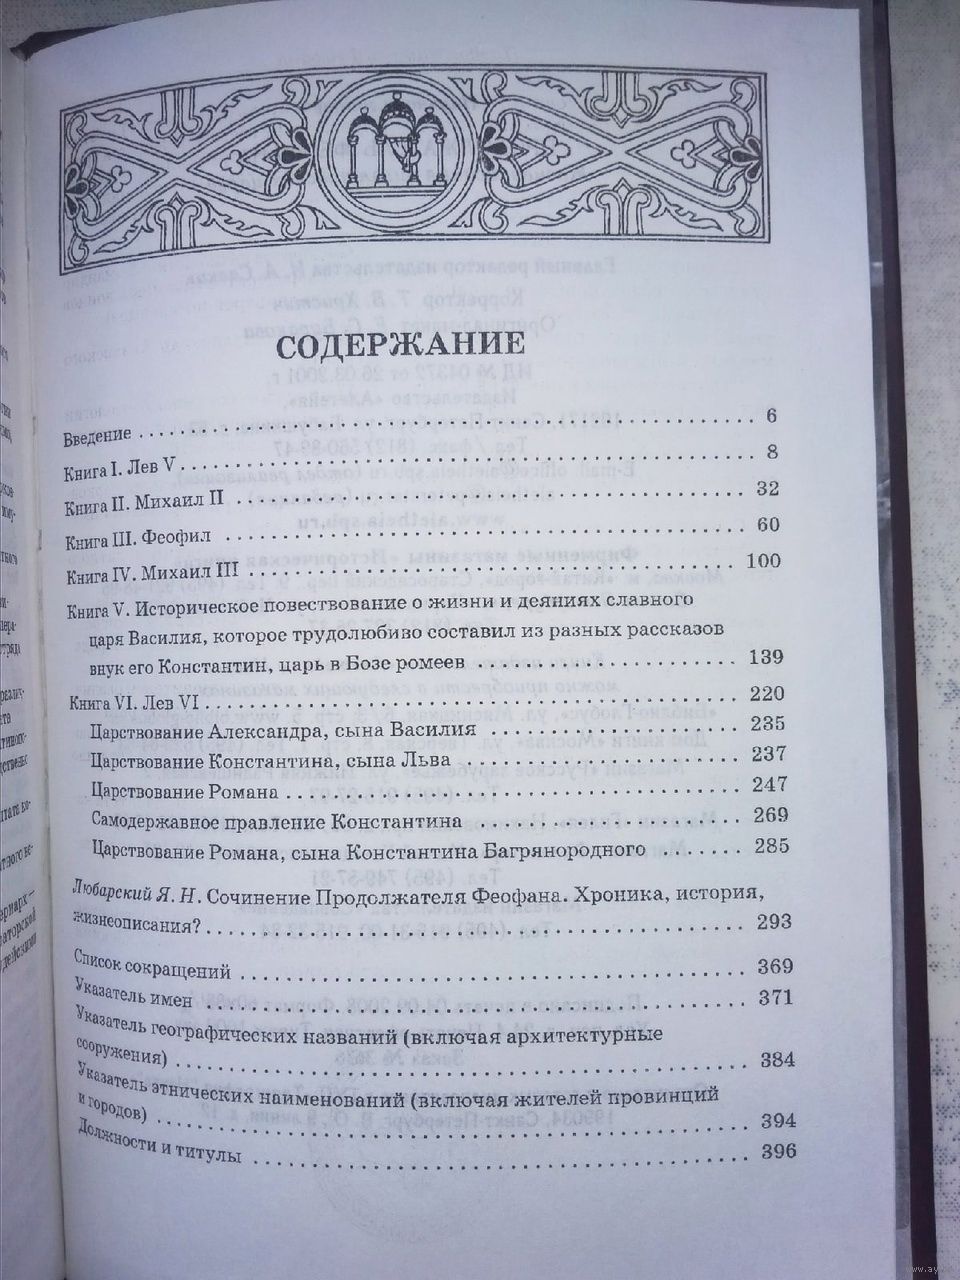 СОДЕРЖАНИЕ
Введение 6
Книга I. Лев V 8
Книга II. Михаил II 32
Книга III. Феофил 60
Книга IV. Михаил III 100
Книга V. Историческое повествование о жизни и деяниях славного
царя Василия, которое трудолюбиво составил из разных рассказов
внук его Константин, царь в Бозе ромеев 139
Книга VI. Лев VI 220
Царствование Александра, сына Василия 235
Царствование Константина, сына Льва 237
Царствование Романа 247
Самодержавное правление Константина 269
Царствование Романа, сына Константина Багрянородного 285
Любарский Я. Н. Сочинение Продолжателя Феофана. Хроника, история,
жизнеописания? 293
Список сокращений 369
Указатель имен 371
Указатель географических названий (включая архитектурные
сооружения) 384
Указатель этнических наименований (включая жителей провинций
и городов) 394
Должности и титулы 396